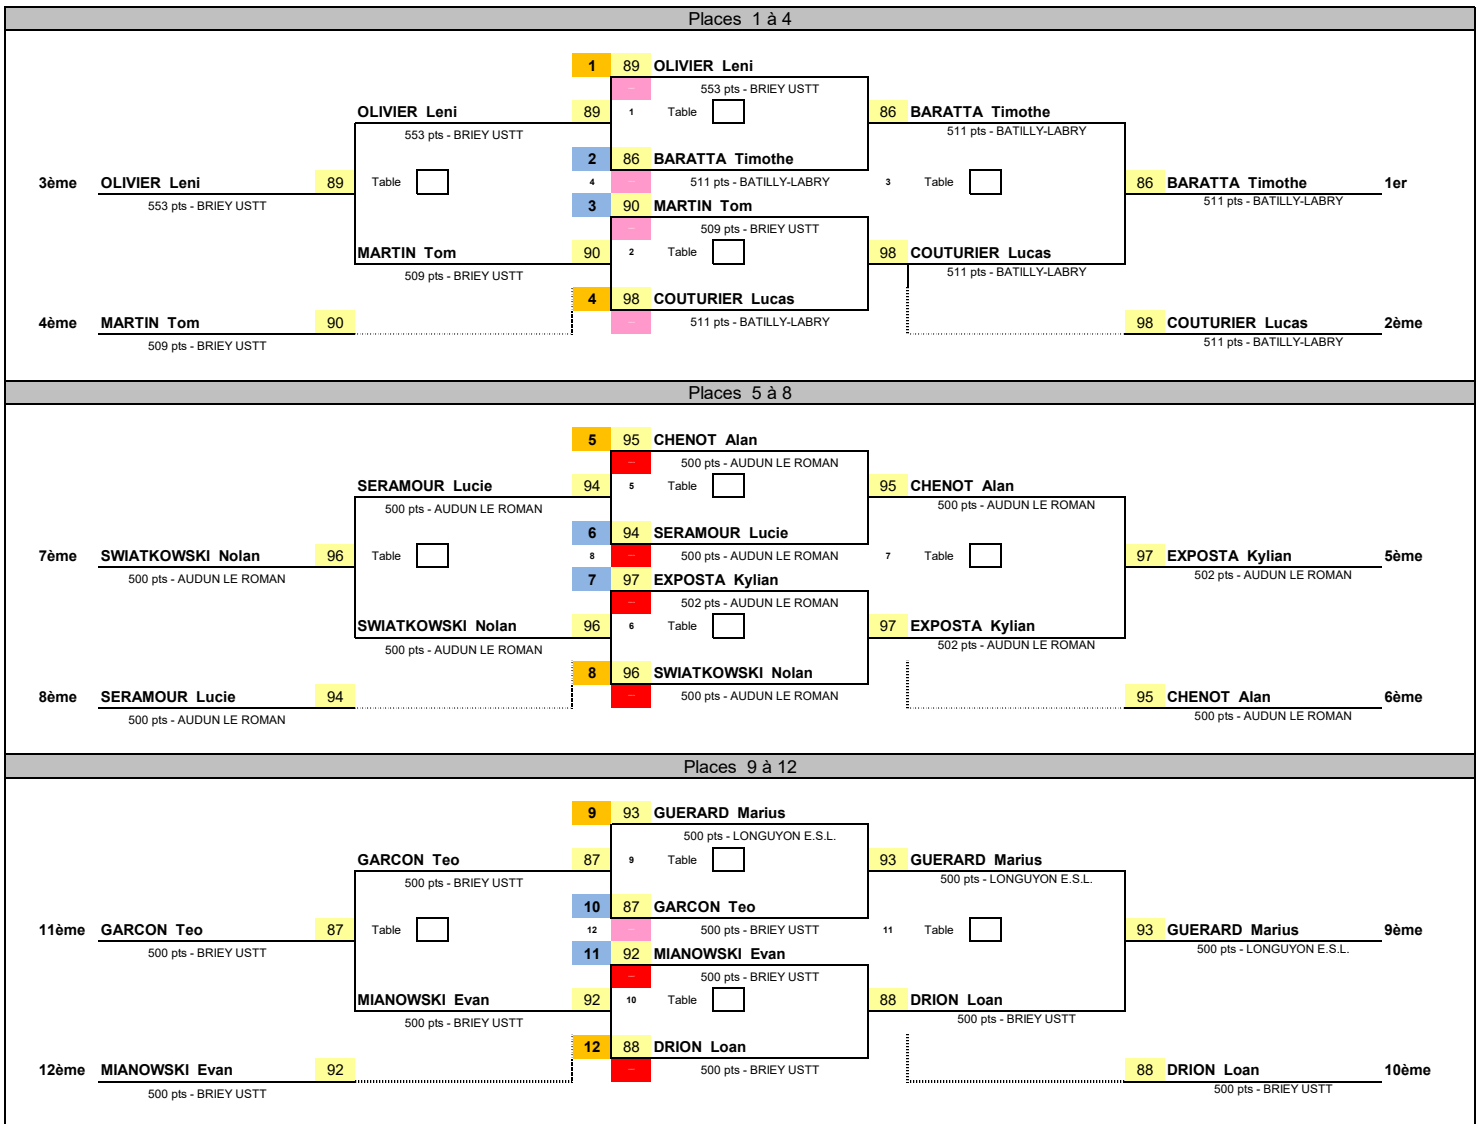 Places 1 à 4
1 89 OLIVIER Leni
553 pts - BRIEY USTT
OLIVIER Leni 89 1 Table 86 BARATTA Timothe
553 pts - BRIEY USTT 511 pts - BATILLY-LABRY
2 86 BARATTA Timothe
3ème OLIVIER Leni 89 Table 4 511 pts - BATILLY-LABRY 3 Table 86 BARATTA Timothe 1er
553 pts - BRIEY USTT 3 90 MARTIN Tom 511 pts - BATILLY-LABRY
509 pts - BRIEY USTT
MARTIN Tom 90 2 Table 98 COUTURIER Lucas
509 pts - BRIEY USTT 511 pts - BATILLY-LABRY
4 98 COUTURIER Lucas
4ème MARTIN Tom 90 511 pts - BATILLY-LABRY 98 COUTURIER Lucas 2ème
509 pts - BRIEY USTT 511 pts - BATILLY-LABRY
Places 5 à 8
5 95 CHENOT Alan
500 pts - AUDUN LE ROMAN
SERAMOUR Lucie 94 5 Table 95 CHENOT Alan
500 pts - AUDUN LE ROMAN 500 pts - AUDUN LE ROMAN
6 94 SERAMOUR Lucie
7ème SWIATKOWSKI Nolan 96 Table 8 500 pts - AUDUN LE ROMAN 7 Table 97 EXPOSTA Kylian 5ème
500 pts - AUDUN LE ROMAN 7 97 EXPOSTA Kylian 502 pts - AUDUN LE ROMAN
502 pts - AUDUN LE ROMAN
SWIATKOWSKI Nolan 96 6 Table 97 EXPOSTA Kylian
500 pts - AUDUN LE ROMAN 502 pts - AUDUN LE ROMAN
8 96 SWIATKOWSKI Nolan
8ème SERAMOUR Lucie 94 500 pts - AUDUN LE ROMAN 95 CHENOT Alan 6ème
500 pts - AUDUN LE ROMAN 500 pts - AUDUN LE ROMAN
Places 9 à 12
9 93 GUERARD Marius
500 pts - LONGUYON E.S.L.
GARCON Teo 87 9 Table 93 GUERARD Marius
500 pts - BRIEY USTT 500 pts - LONGUYON E.S.L.
10 87 GARCON Teo
11ème GARCON Teo 87 Table 12 500 pts - BRIEY USTT 11 Table 93 GUERARD Marius 9ème
500 pts - BRIEY USTT 11 92 MIANOWSKI Evan 500 pts - LONGUYON E.S.L.
500 pts - BRIEY USTT
MIANOWSKI Evan 92 10 Table 88 DRION Loan
500 pts - BRIEY USTT 500 pts - BRIEY USTT
12 88 DRION Loan
12ème MIANOWSKI Evan 92 500 pts - BRIEY USTT 88 DRION Loan 10ème
500 pts - BRIEY USTT 500 pts - BRIEY USTT